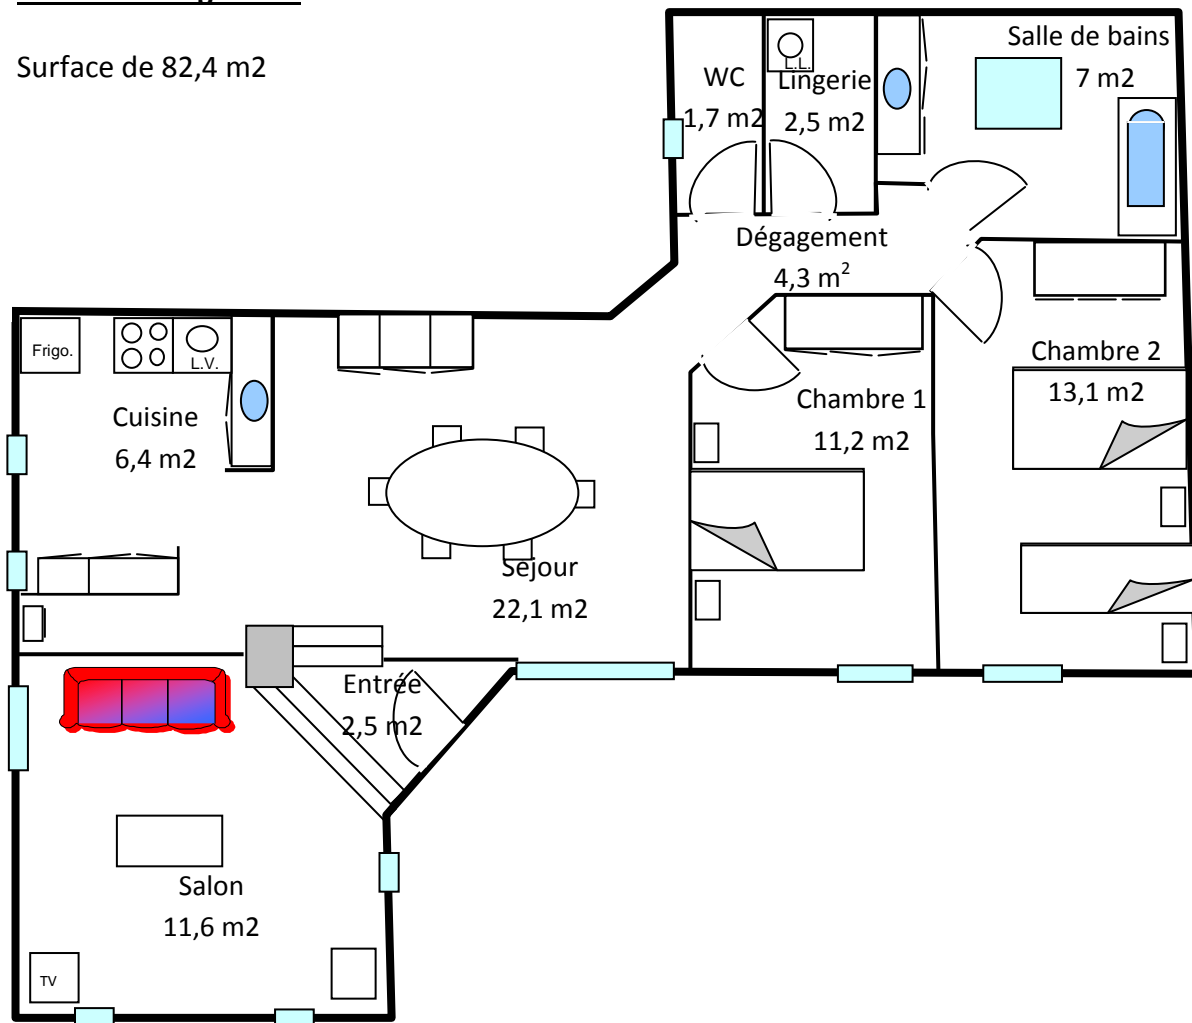 Surface de 82,4 m2
Salle de bains
7 m2
WC
1,7 m2
L.L.
Lingerie
2,5 m2
Dégagement
4,3 m²
Frigo.
L.V.
Cuisine
6,4 m2
Chambre 1
11,2 m2
Chambre 2
13,1 m2
Séjour
22,1 m2
Entrée
2,5 m2
Salon
11,6 m2
TV